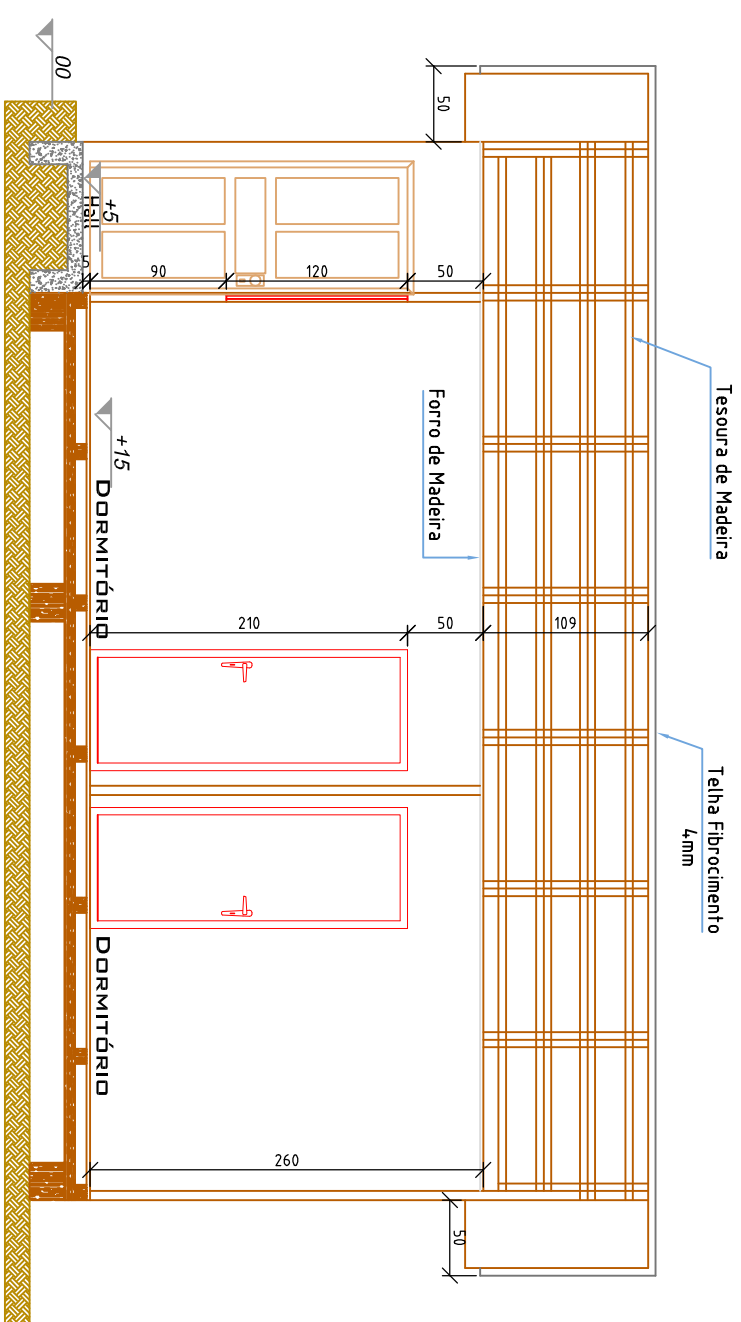 Tesoura de Madeira
Telha Fibrocimento
4mm
50
109
Forro de Madeira
50
120
90
5
50
210
260
50
00
+5
Hall
+15
DORMITÓRIO
DORMITÓRIO